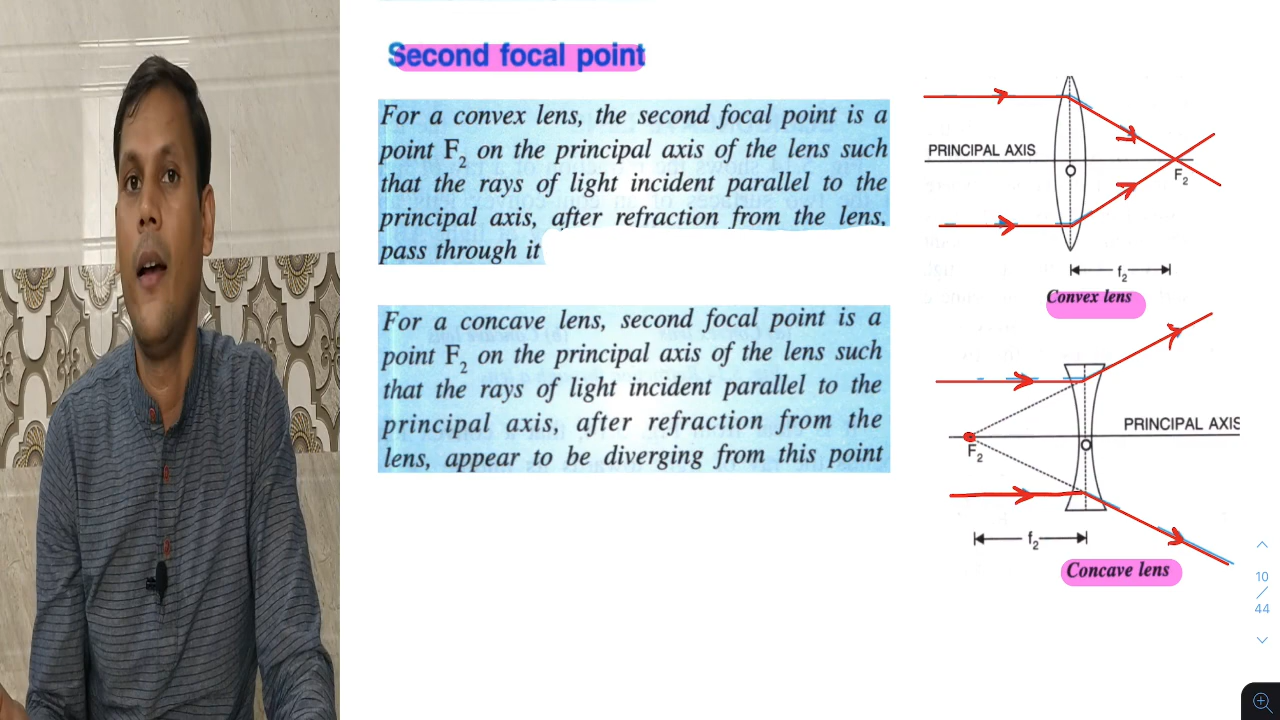 Second focal point
For a convex lens, the second focal point is a
point F₂ on the principal axis of the lens such
that the rays of light incident parallel to the
principal axis, after refraction from the lens,
pass through it
PRINCIPAL AXIS
O
F₂
f₂
Convex lens
For a concave lens, second focal point is a
point F₂ on the principal axis of the lens such
that the rays of light incident parallel to the
principal axis, after refraction from the
lens, appear to be diverging from this point
PRINCIPAL AXIS
O
F₂
f₂
Concave lens
10
/
44